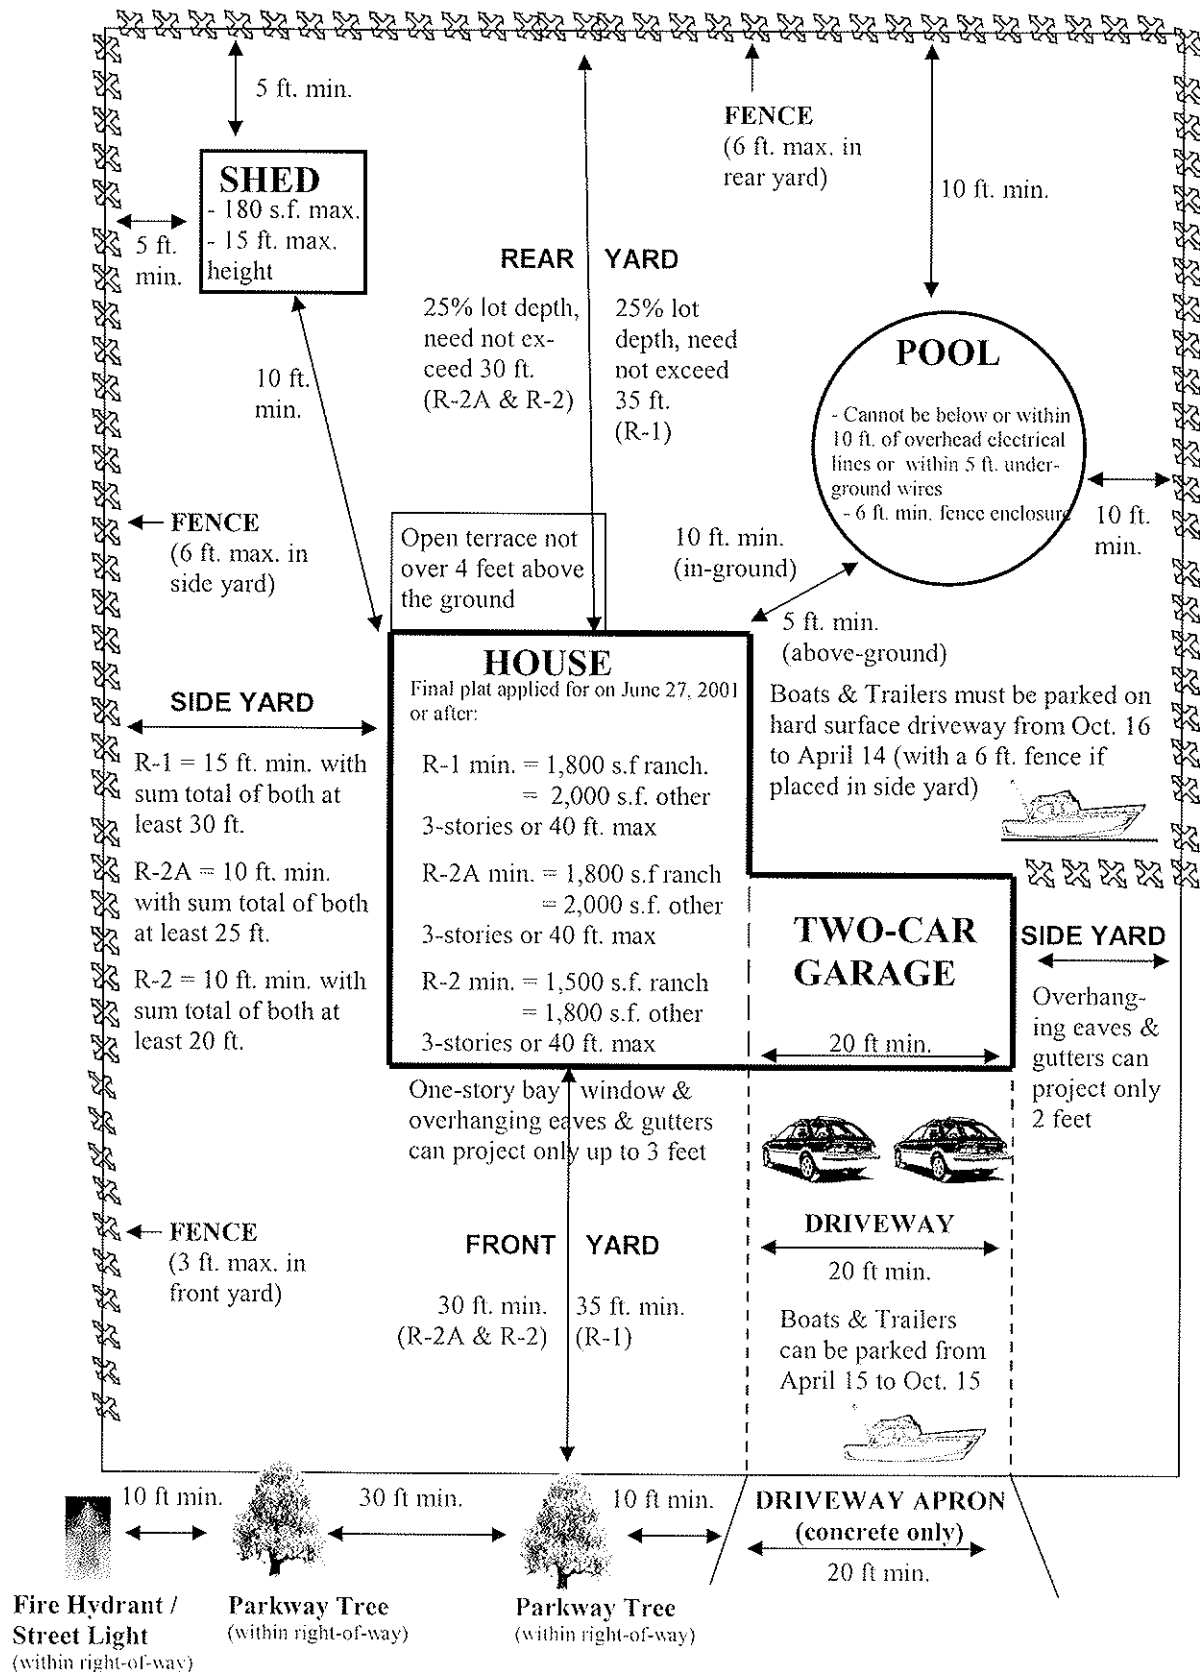 5 ft. min.
FENCE
(6 ft. max. in
rear yard)
10 ft. min.
SHED
- 180 s.f. max.
- 15 ft. max.
height
5 ft.
min.
REAR YARD
25% lot depth,
need not ex-
ceed 30 ft.
(R-2A & R-2)
25% lot
depth, need
not exceed
35 ft.
(R-1)
10 ft.
min.
POOL
- Cannot be below or within
10 ft. of overhead electrical
lines or within 5 ft. under-
ground wires
- 6 ft. min. fence enclosure
10 ft.
min.
FENCE
(6 ft. max. in
side yard)
Open terrace not
over 4 feet above
the ground
10 ft. min.
(in-ground)
5 ft. min.
(above-ground)
HOUSE
Final plat applied for on June 27, 2001
or after:
R-1 min. = 1,800 s.f ranch.
= 2,000 s.f. other
3-stories or 40 ft. max
R-2A min. = 1,800 s.f ranch
= 2,000 s.f. other
3-stories or 40 ft. max
R-2 min. = 1,500 s.f. ranch
= 1,800 s.f. other
3-stories or 40 ft. max
SIDE YARD
R-1 = 15 ft. min. with
sum total of both at
least 30 ft.
R-2A = 10 ft. min.
with sum total of both
at least 25 ft.
R-2 = 10 ft. min. with
sum total of both at
least 20 ft.
Boats & Trailers must be parked on
hard surface driveway from Oct. 16
to April 14 (with a 6 ft. fence if
placed in side yard)
TWO-CAR
GARAGE
20 ft min.
SIDE YARD
Overhang-
ing eaves &
gutters can
project only
2 feet
One-story bay window &
overhanging eaves & gutters
can project only up to 3 feet
FENCE
(3 ft. max. in
front yard)
FRONT YARD
30 ft. min.
(R-2A & R-2)
35 ft. min.
(R-1)
DRIVEWAY
20 ft min.
Boats & Trailers
can be parked from
April 15 to Oct. 15
10 ft min.
30 ft min.
10 ft min.
DRIVEWAY APRON
(concrete only)
20 ft min.
Fire Hydrant /
Street Light
(within right-of-way)
Parkway Tree
(within right-of-way)
Parkway Tree
(within right-of-way)